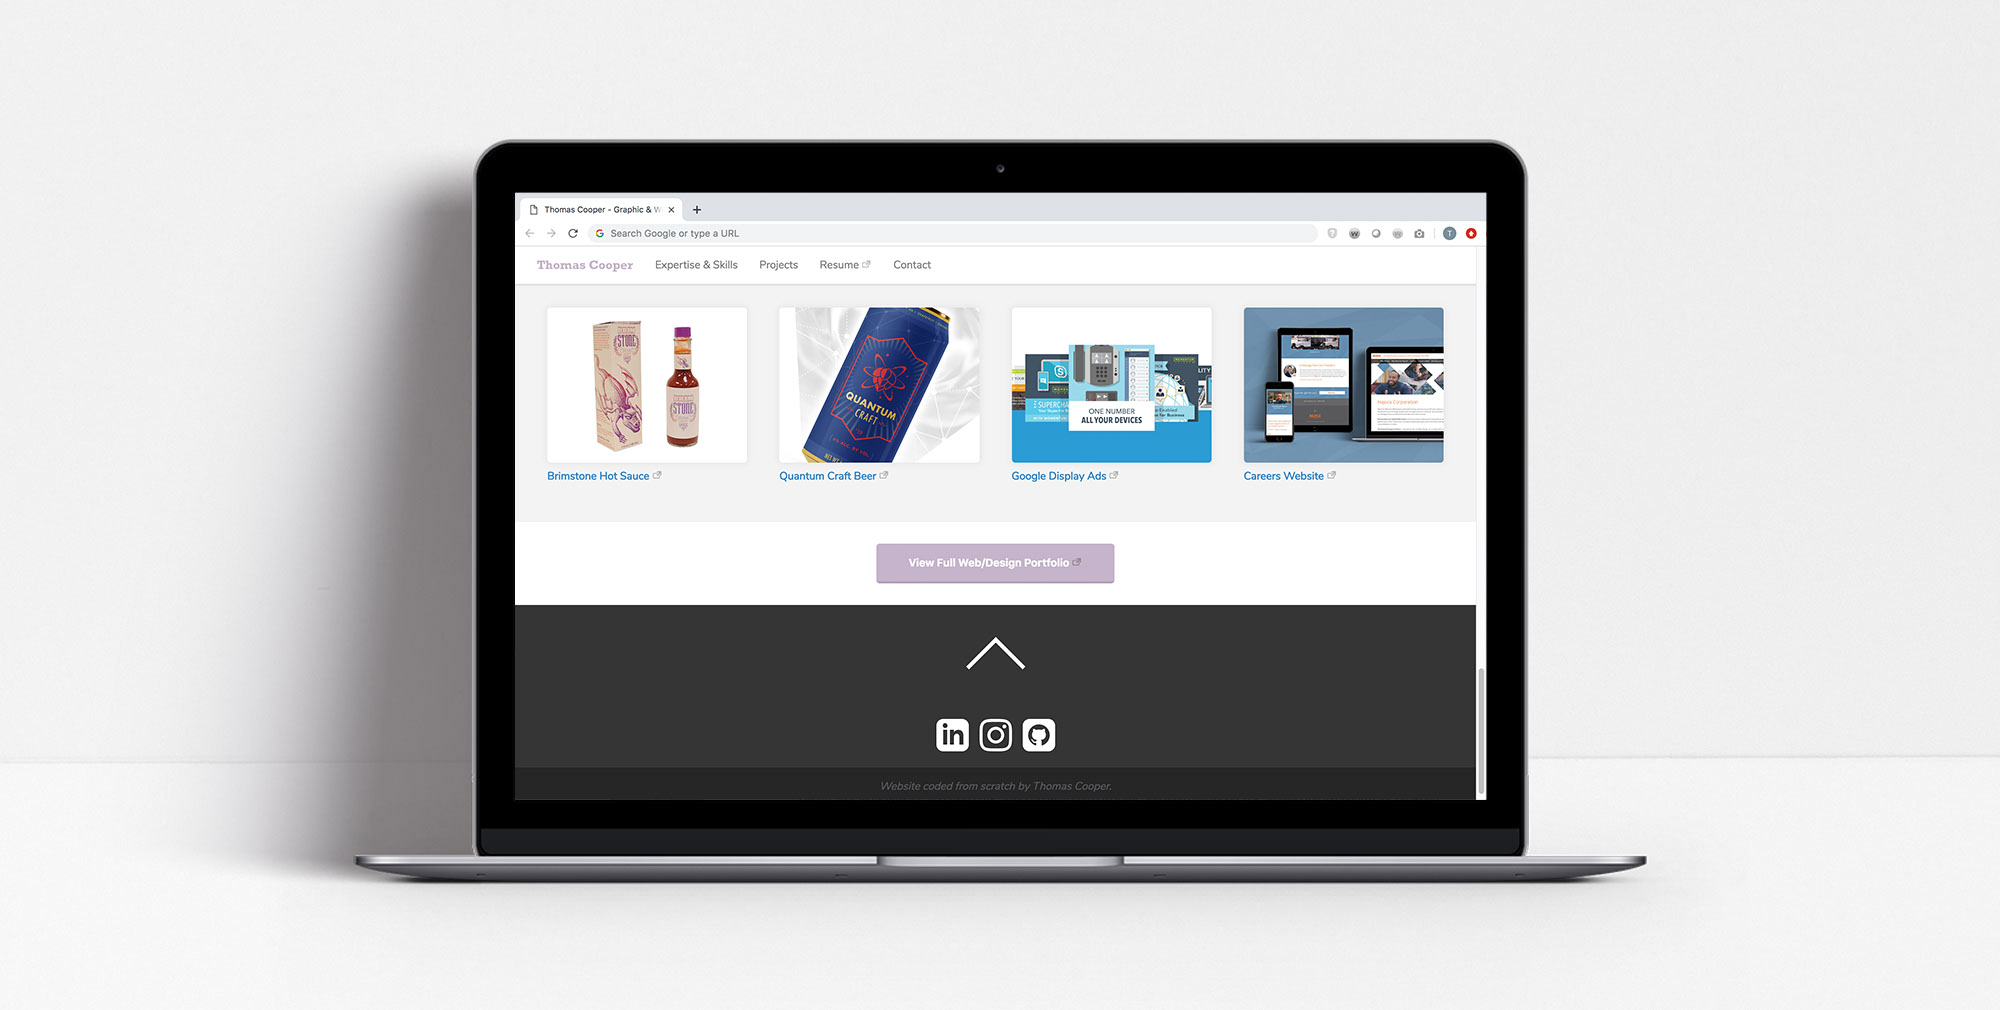 Thomas Cooper - Graphic & W
Search Google or type a URL
T
Thomas Cooper Expertise & Skills Projects Resume Contact
STONE
STONE
QUANTUM
CRAFT
ONE NUMBER
ALL YOUR DEVICES
Brimstone Hot Sauce Quantum Craft Beer Google Display Ads Careers Website
View Full Web/Design Portfolio
in
Website coded from scratch by Thomas Cooper.